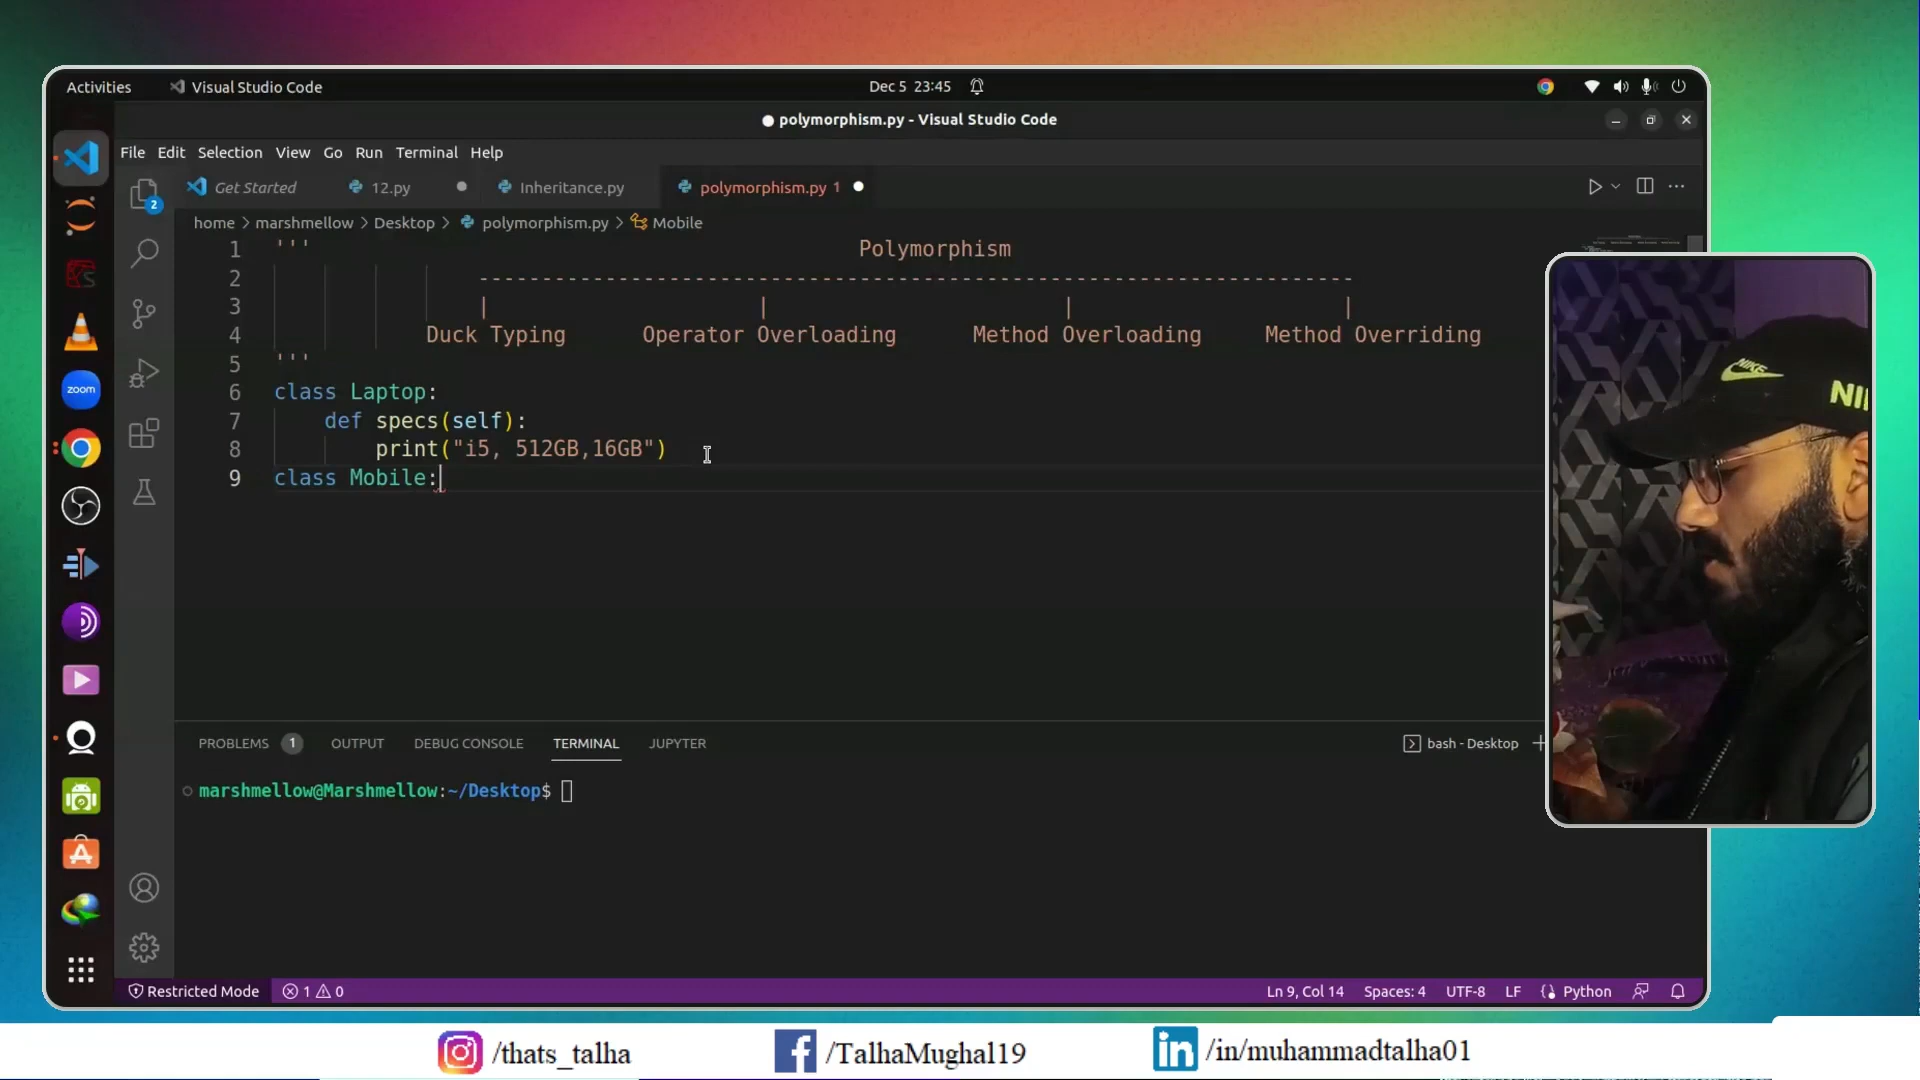 Activities Visual Studio Code Dec 5 23:45
● polymorphism.py - Visual Studio Code
File Edit Selection View Go Run Terminal Help
Get Started 12.py Inheritance.py polymorphism.py 1
home > marshmellow > Desktop > polymorphism.py > Mobile
1 ''' Polymorphism
2 ---------------------------------------------------------------------
3 | | | |
4 Duck Typing Operator Overloading Method Overloading Method Overriding
5 '''
6 class Laptop:
7 def specs(self):
8 print("i5, 512GB,16GB")
9 class Mobile:
2
zoom
PROBLEMS 1 OUTPUT DEBUG CONSOLE TERMINAL JUPYTER bash - Desktop
marshmellow@Marshmellow:~/Desktop$
Restricted Mode 1 0 Ln 9, Col 14 Spaces: 4 UTF-8 LF Python
/thats_talha /TalhaMughal19 /in/muhammadtalha01